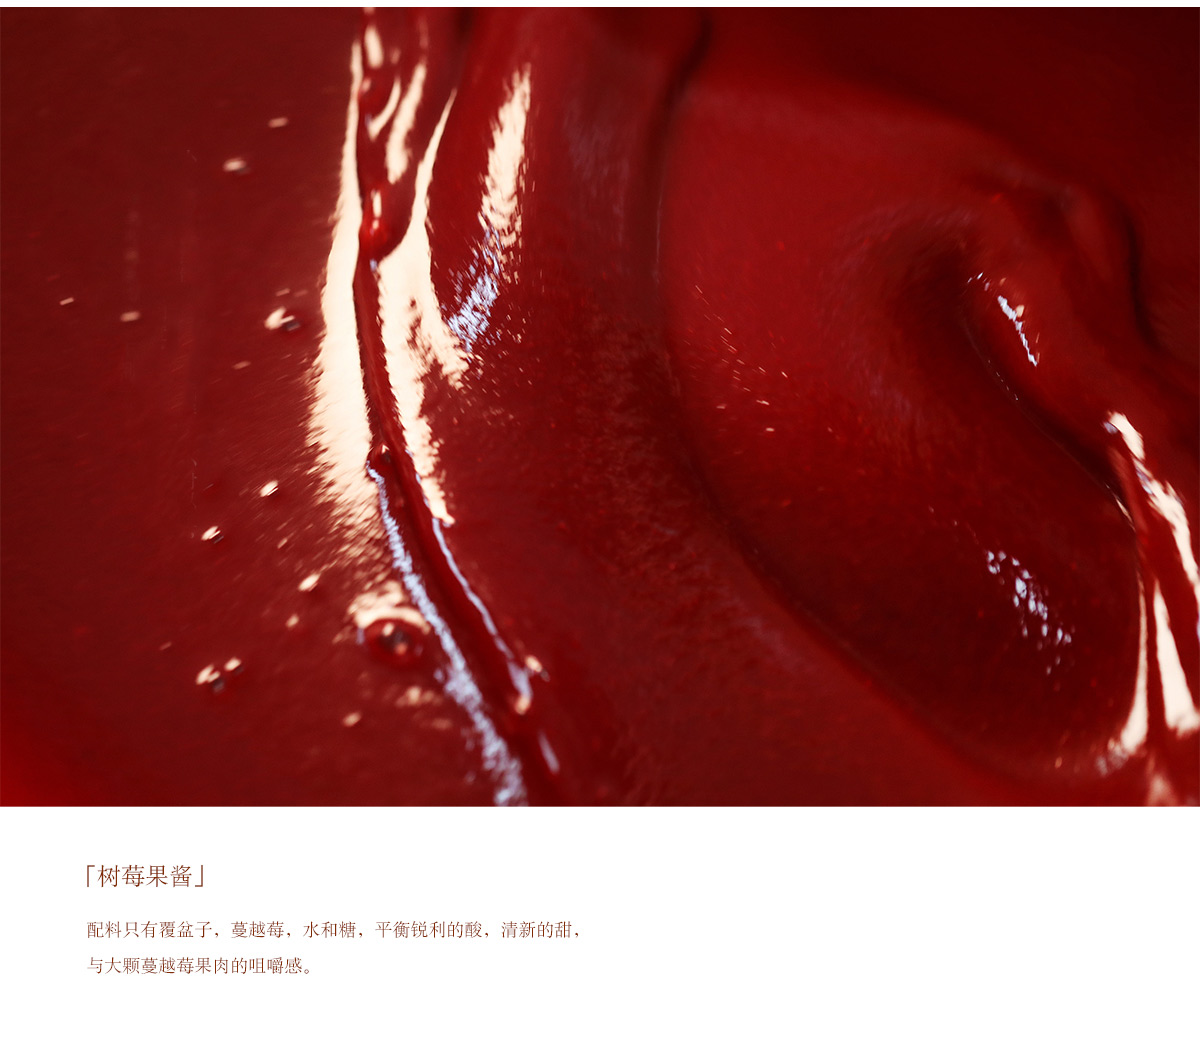 「树莓果酱」
配料只有覆盆子，蔓越莓，水和糖，平衡锐利的酸，清新的甜，
与大颗蔓越莓果肉的咀嚼感。